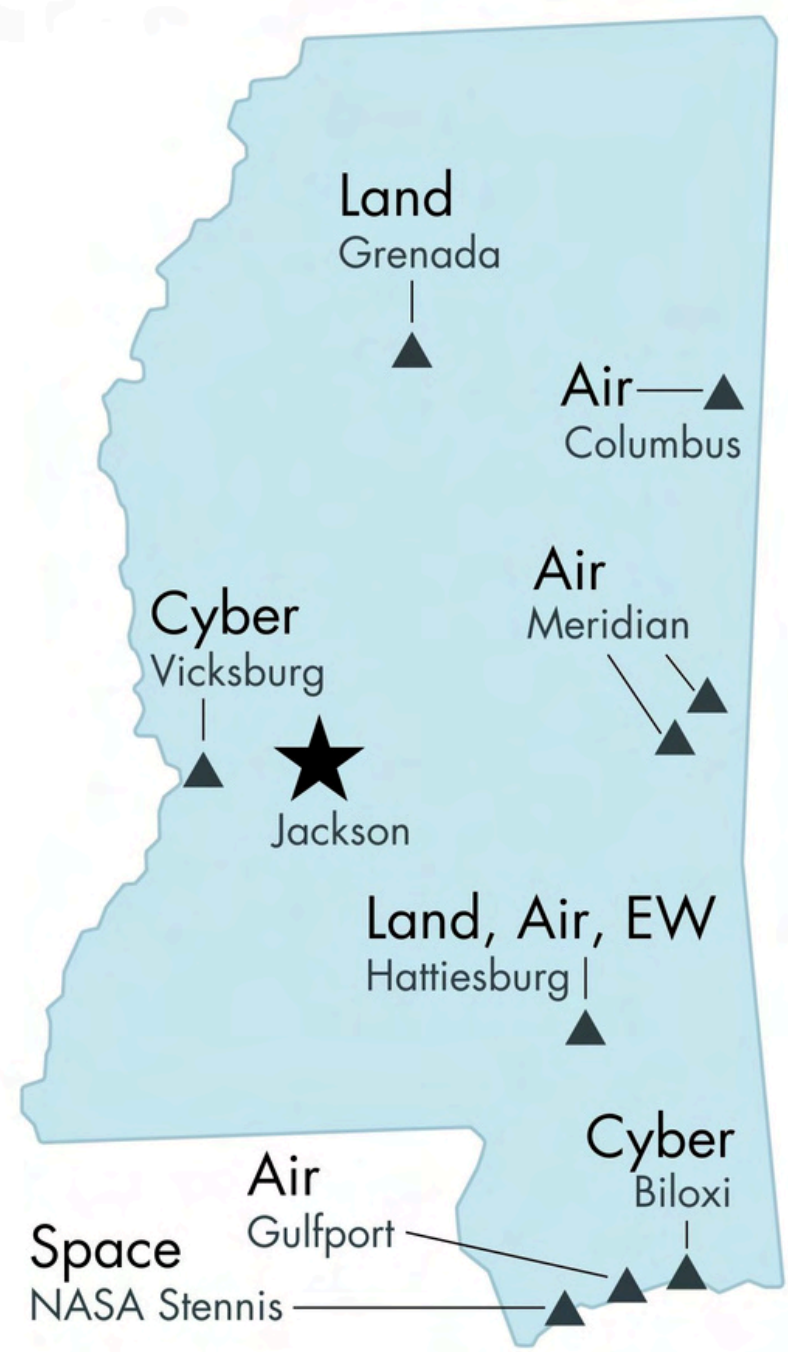 Land
Grenada
Air
Columbus
Air
Meridian
Cyber
Vicksburg
Jackson
Land, Air, EW
Hattiesburg
Cyber
Biloxi
Air
Gulfport
Space
NASA Stennis